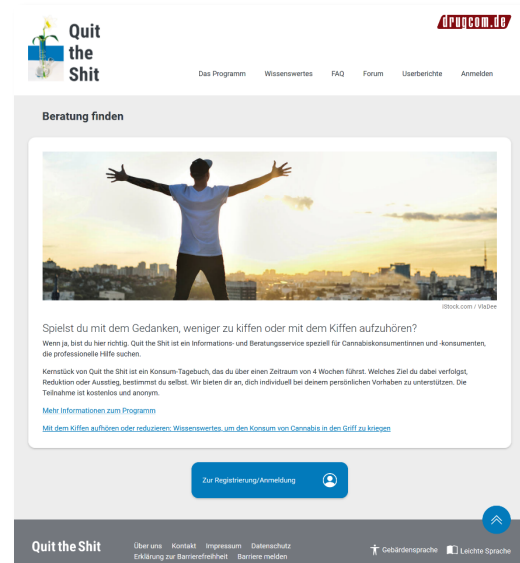 Quit
the
Shit
drugcom.de
Das Programm Wissenswertes FAQ Forum Userberichte Anmelden
Beratung finden
iStock.com / VlaDee
Spielst du mit dem Gedanken, weniger zu kiffen oder mit dem Kiffen aufzuhören?
Wenn ja, bist du hier richtig. Quit the Shit ist ein Informations- und Beratungsservice speziell für Cannabiskonsumentinnen und -konsumenten,
die professionelle Hilfe suchen.
Kernstück von Quit the Shit ist ein Konsum-Tagebuch, das du über einen Zeitraum von 4 Wochen führst. Welches Ziel du dabei verfolgst,
Reduktion oder Ausstieg, bestimmst du selbst. Wir bieten dir an, dich individuell bei deinem persönlichen Vorhaben zu unterstützen. Die
Teilnahme ist kostenlos und anonym.
Mehr Informationen zum Programm
Mit dem Kiffen aufhören oder reduzieren: Wissenswertes, um den Konsum von Cannabis in den Griff zu kriegen
Zur Registrierung/Anmeldung
Quit the Shit
Über uns Kontakt Impressum Datenschutz
Erklärung zur Barrierefreihheit Barriere melden
Gebärdensprache Leichte Sprache